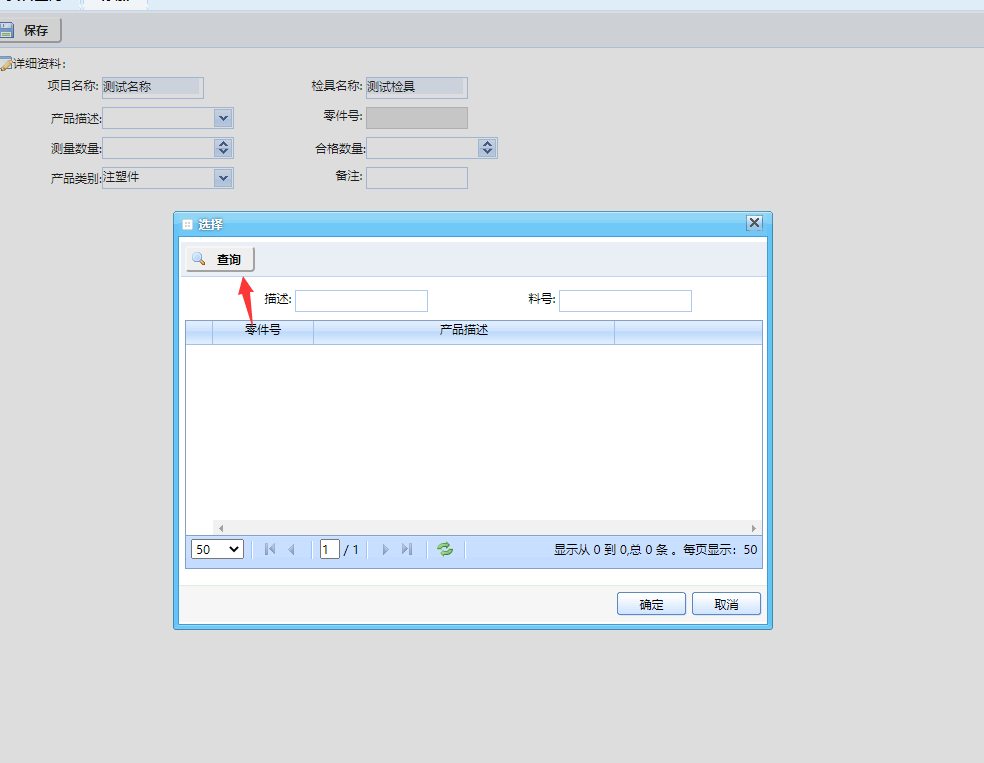 保存
详细资料:
项目名称: 测试名称 检具名称: 测试检具
产品描述: 零件号:
测量数量: 合格数量:
产品类别: 注塑件 备注:
选择
查询
描述: 料号:
零件号 产品描述
50 1 / 1 显示从 0 到 0,总 0 条 。每页显示: 50
确定 取消